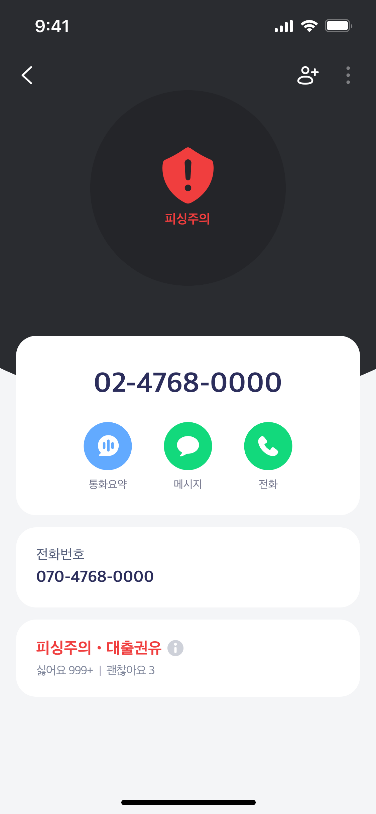 9:41
피싱주의
02-4768-0000
통화요약
메시지
전화
전화번호
070-4768-0000
피싱주의・대출권유
싫어요 999+ | 괜찮아요 3